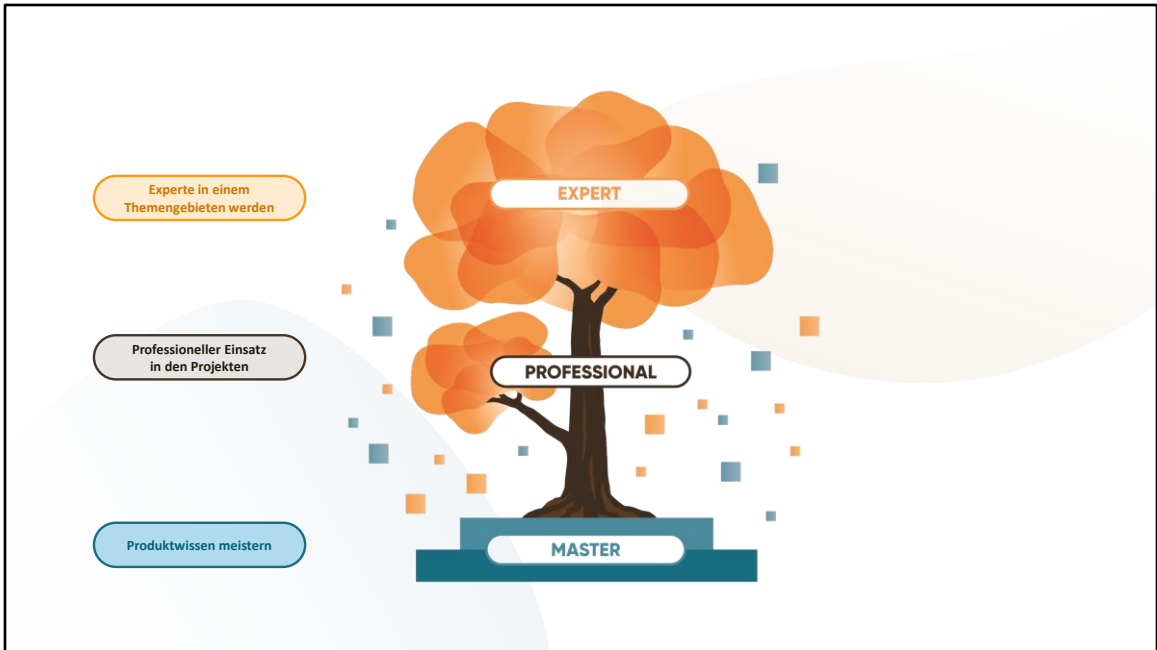 Experte in einem
Themengebieten werden
EXPERT
Professioneller Einsatz
in den Projekten
PROFESSIONAL
Produktwissen meistern
MASTER